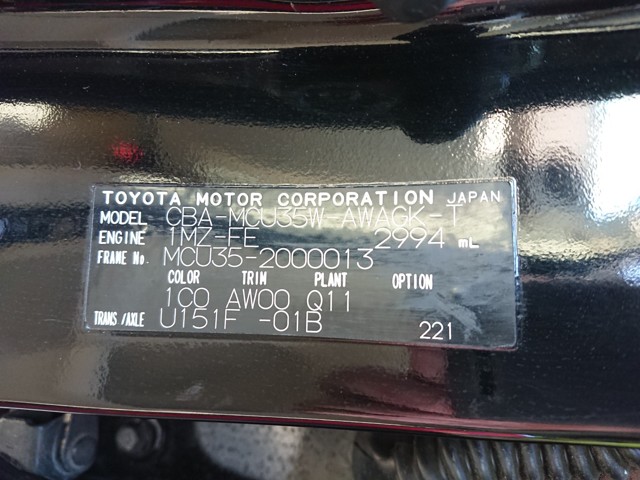 TOYOTA MOTOR CORPORATION JAPAN
MODEL CBA-MCU35W-AWAGK-T
ENGINE 1MZ-FE 2994 mL
FRAME No. MCU35-2000013
COLOR TRIM PLANT OPTION
1C0 AW00 Q11
TRANS/AXLE U151F -01B
221